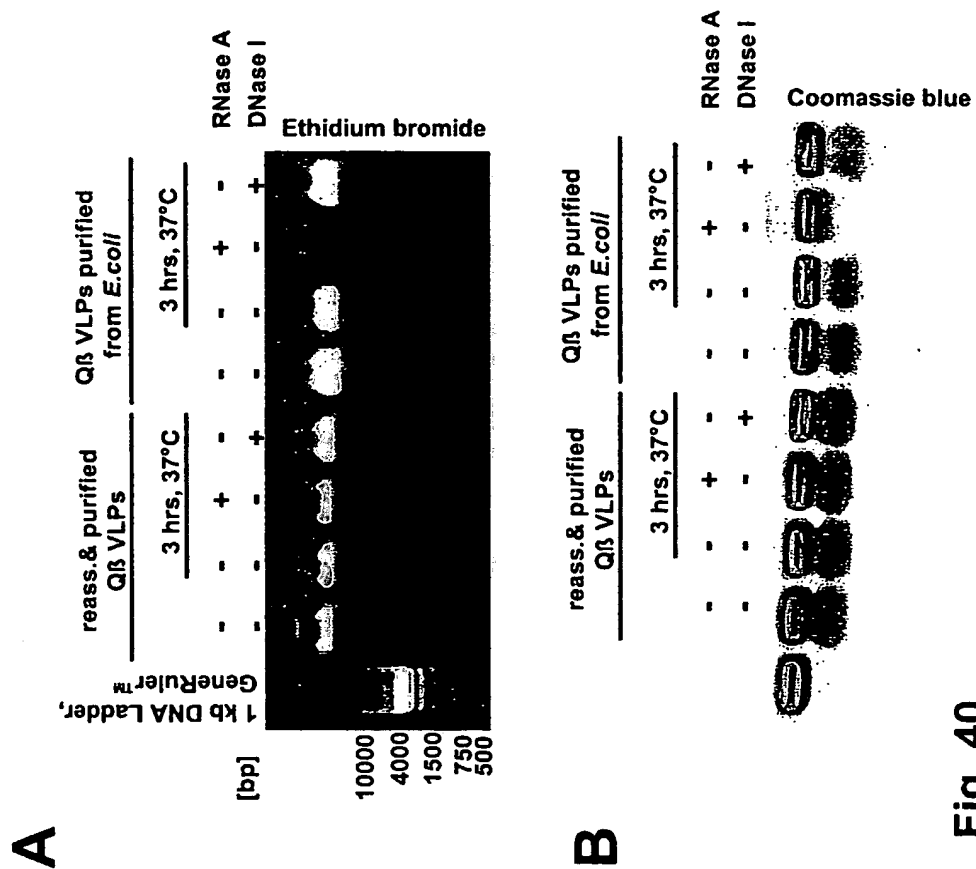 A
reass.& purified
Qß VLPs
Qß VLPs purified
from E.coli
3 hrs, 37°C
3 hrs, 37°C
- - + - - - + - RNase A
- - - + - - - + DNase I
1 kb DNA Ladder,
GeneRuler™
[bp]
10000
4000
1500
750
500
Ethidium bromide
B
reass.& purified
Qß VLPs
Qß VLPs purified
from E.coli
3 hrs, 37°C
3 hrs, 37°C
- - + - - - + - RNase A
- - - + - - - + DNase I
Coomassie blue
Fig. 40